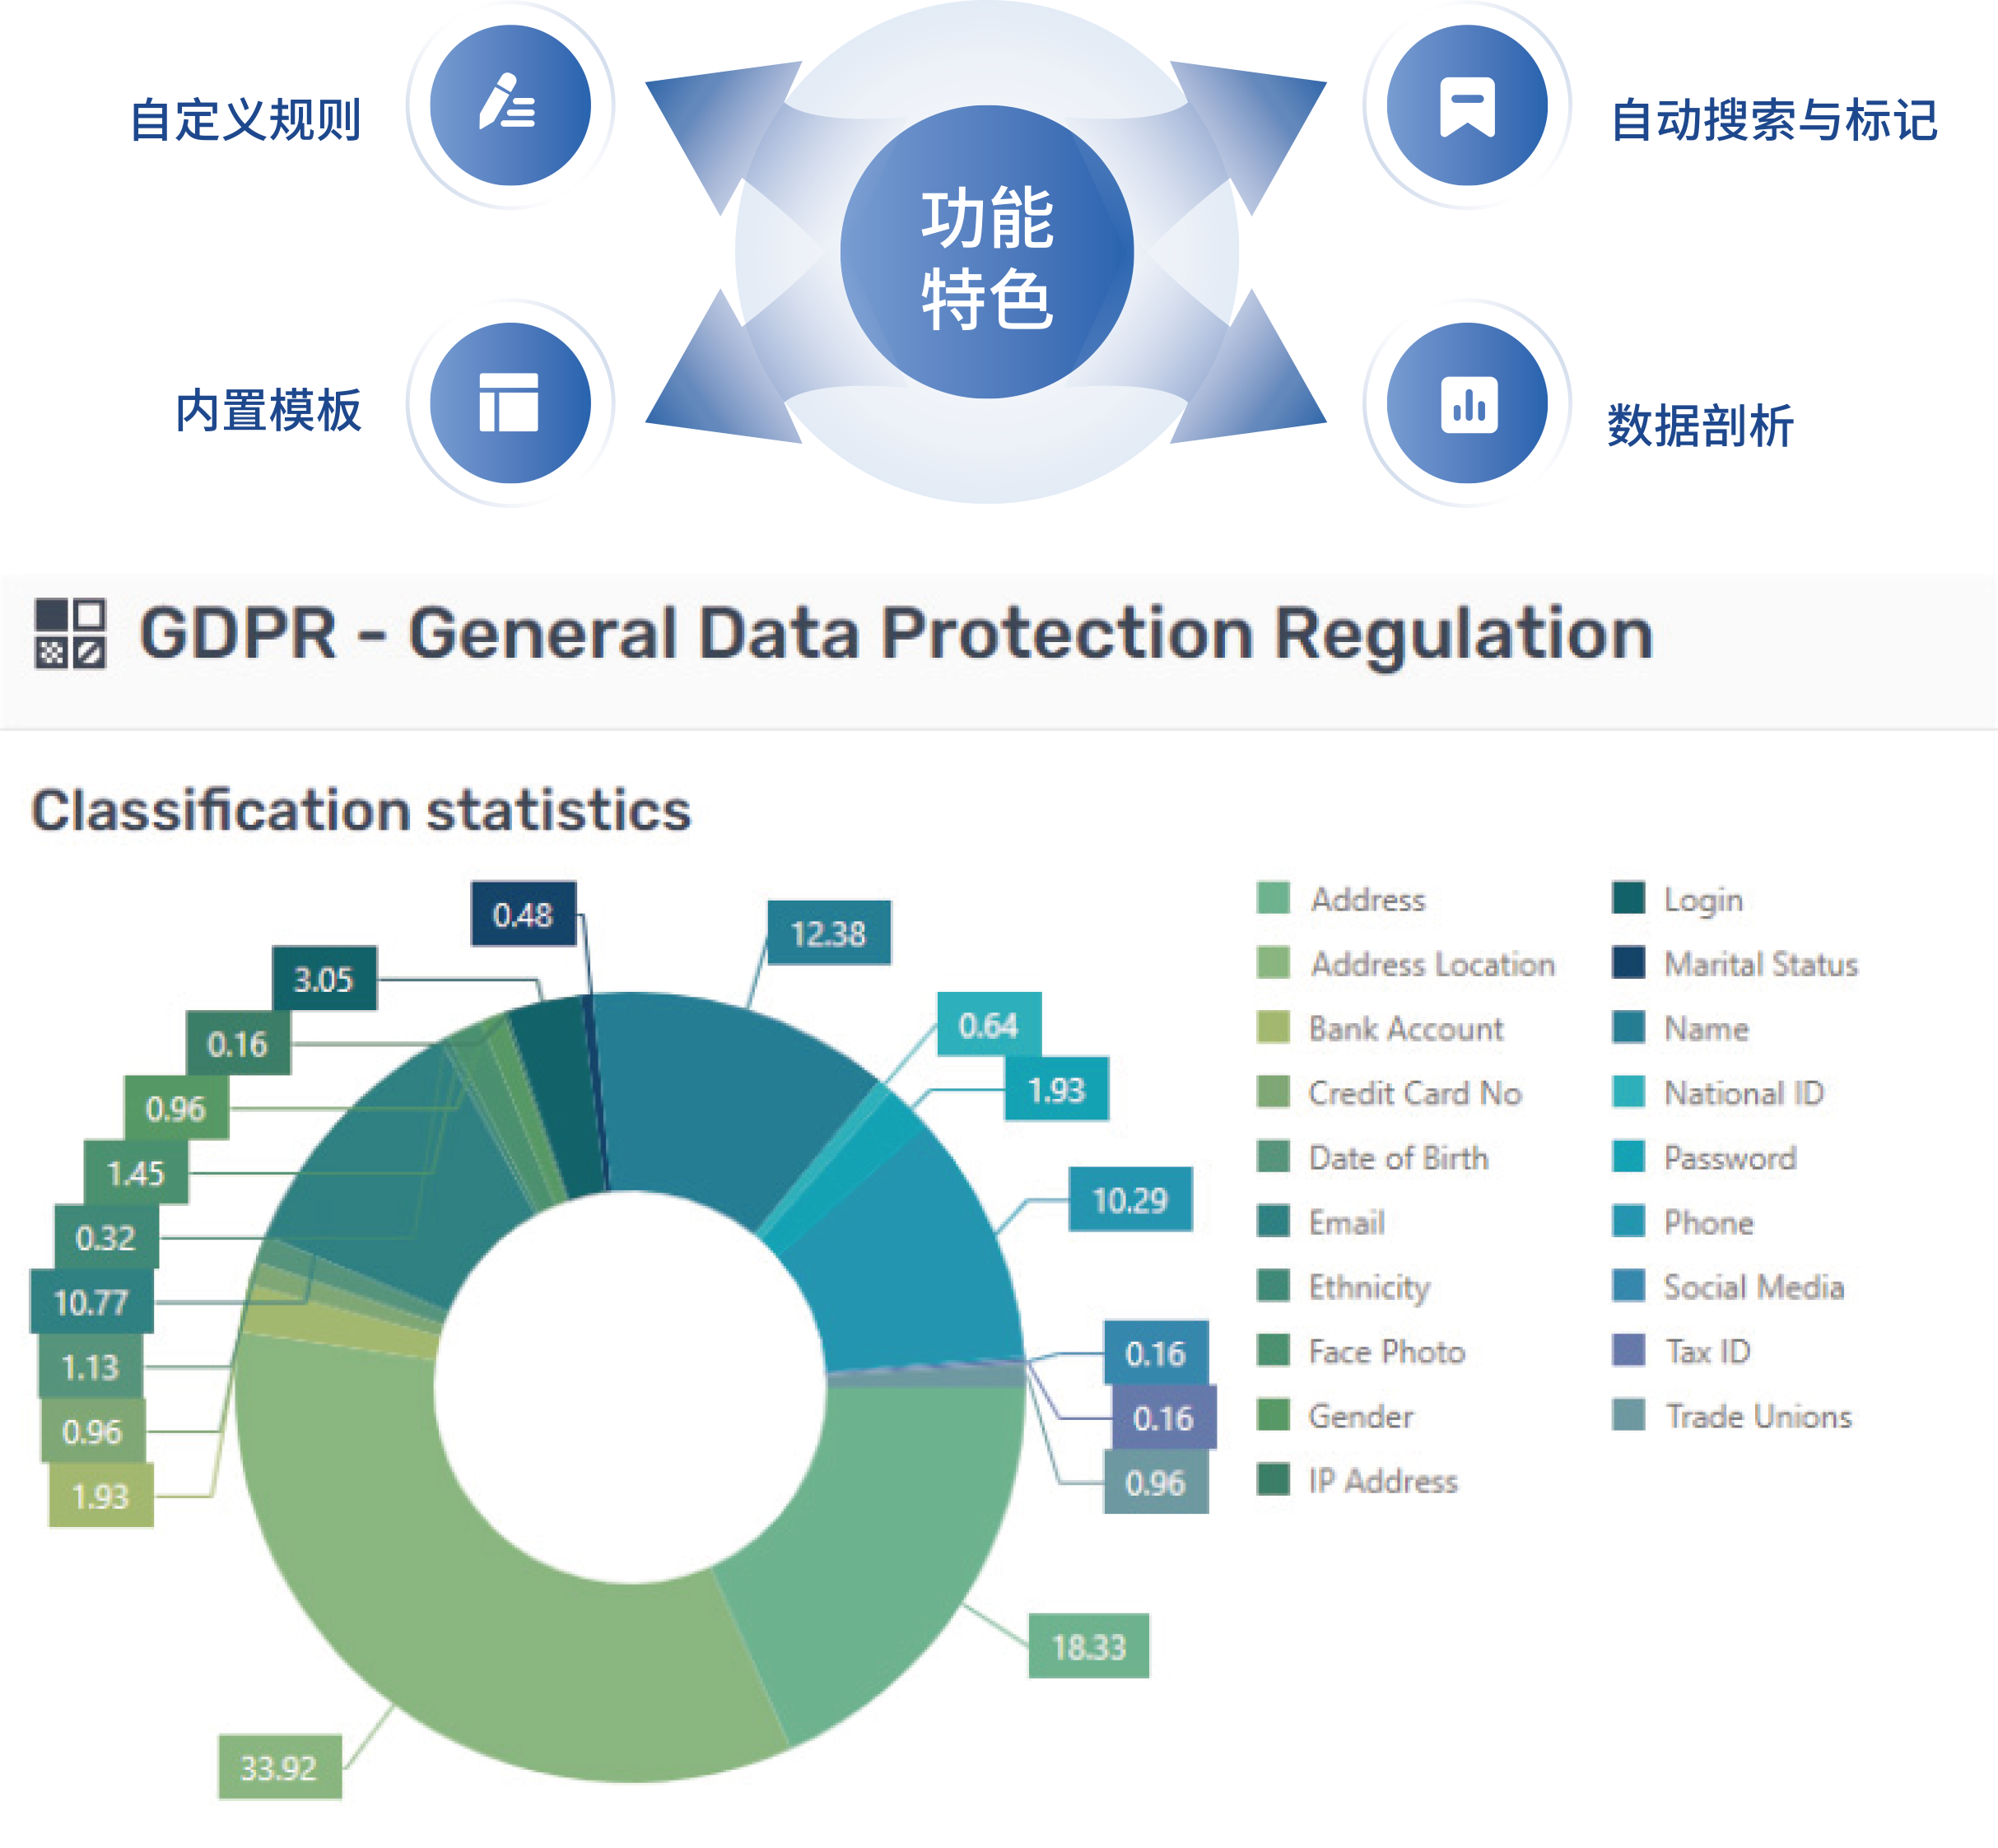 自定义规则
功能
特色
自动搜索与标记
内置模板
数据剖析
GDPR - General Data Protection Regulation
Classification statistics
0.48
12.38
3.05
0.64
0.16
1.93
0.96
1.45
10.29
0.32
10.77
1.13
0.16
0.96
0.16
1.93
0.96
18.33
33.92
Address
Address Location
Bank Account
Credit Card No
Date of Birth
Email
Ethnicity
Face Photo
Gender
IP Address
Login
Marital Status
Name
National ID
Password
Phone
Social Media
Tax ID
Trade Unions